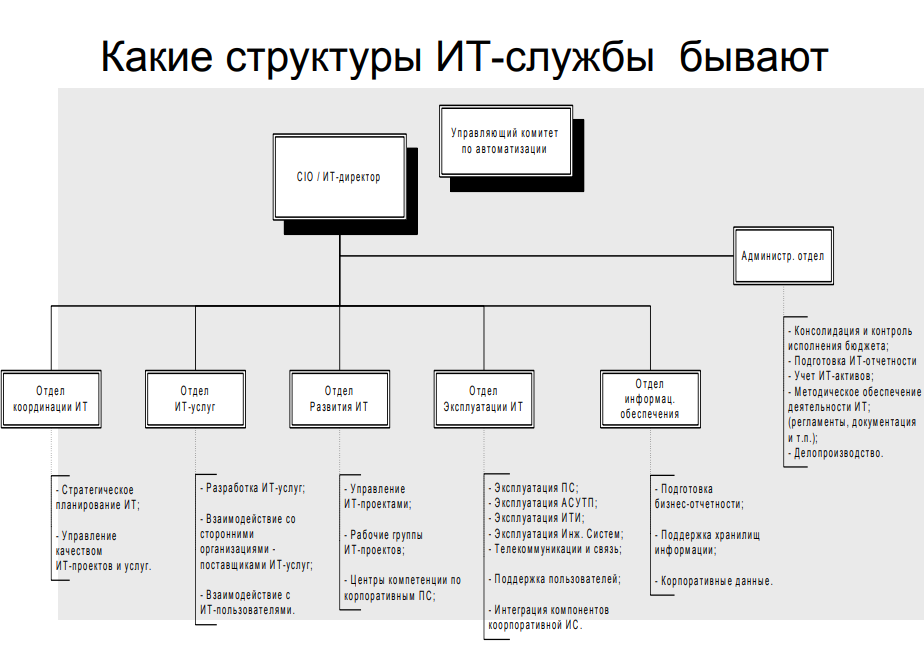 Какие структуры ИТ-службы бывают
Управляющий комитет
по автоматизации
CIO / ИТ-директор
Администр. отдел
- Консолидация и контроль
исполнения бюджета;
- Подготовка ИТ-отчетности
- Учет ИТ-активов;
- Методическое обеспечение
деятельности ИТ;
(регламенты, документация
и т.п.);
- Делопроизводство.
Отдел
координации ИТ
Отдел
ИТ-услуг
Отдел
Развития ИТ
Отдел
Эксплуатации ИТ
Отдел
информац.
обеспечения
- Стратегическое
планирование ИТ;
- Управление
качеством
ИТ-проектов и услуг.
- Разработка ИТ-услуг;
- Взаимодействие со
сторонними
организациями -
поставщиками ИТ-услуг;
- Взаимодействие с
ИТ-пользователями.
- Управление
ИТ-проектами;
- Рабочие группы
ИТ-проектов;
- Центры компетенции по
корпоративным ПС;
- Эксплуатация ПС;
- Эксплуатация АСУТП;
- Эксплуатация ИТИ;
- Эксплуатация Инж. Систем;
- Телекоммуникации и связь;
- Поддержка пользователей;
- Интеграция компонентов
коорпоративной ИС.
- Подготовка
бизнес-отчетности;
- Поддержка хранилищ
информации;
- Корпоративные данные.